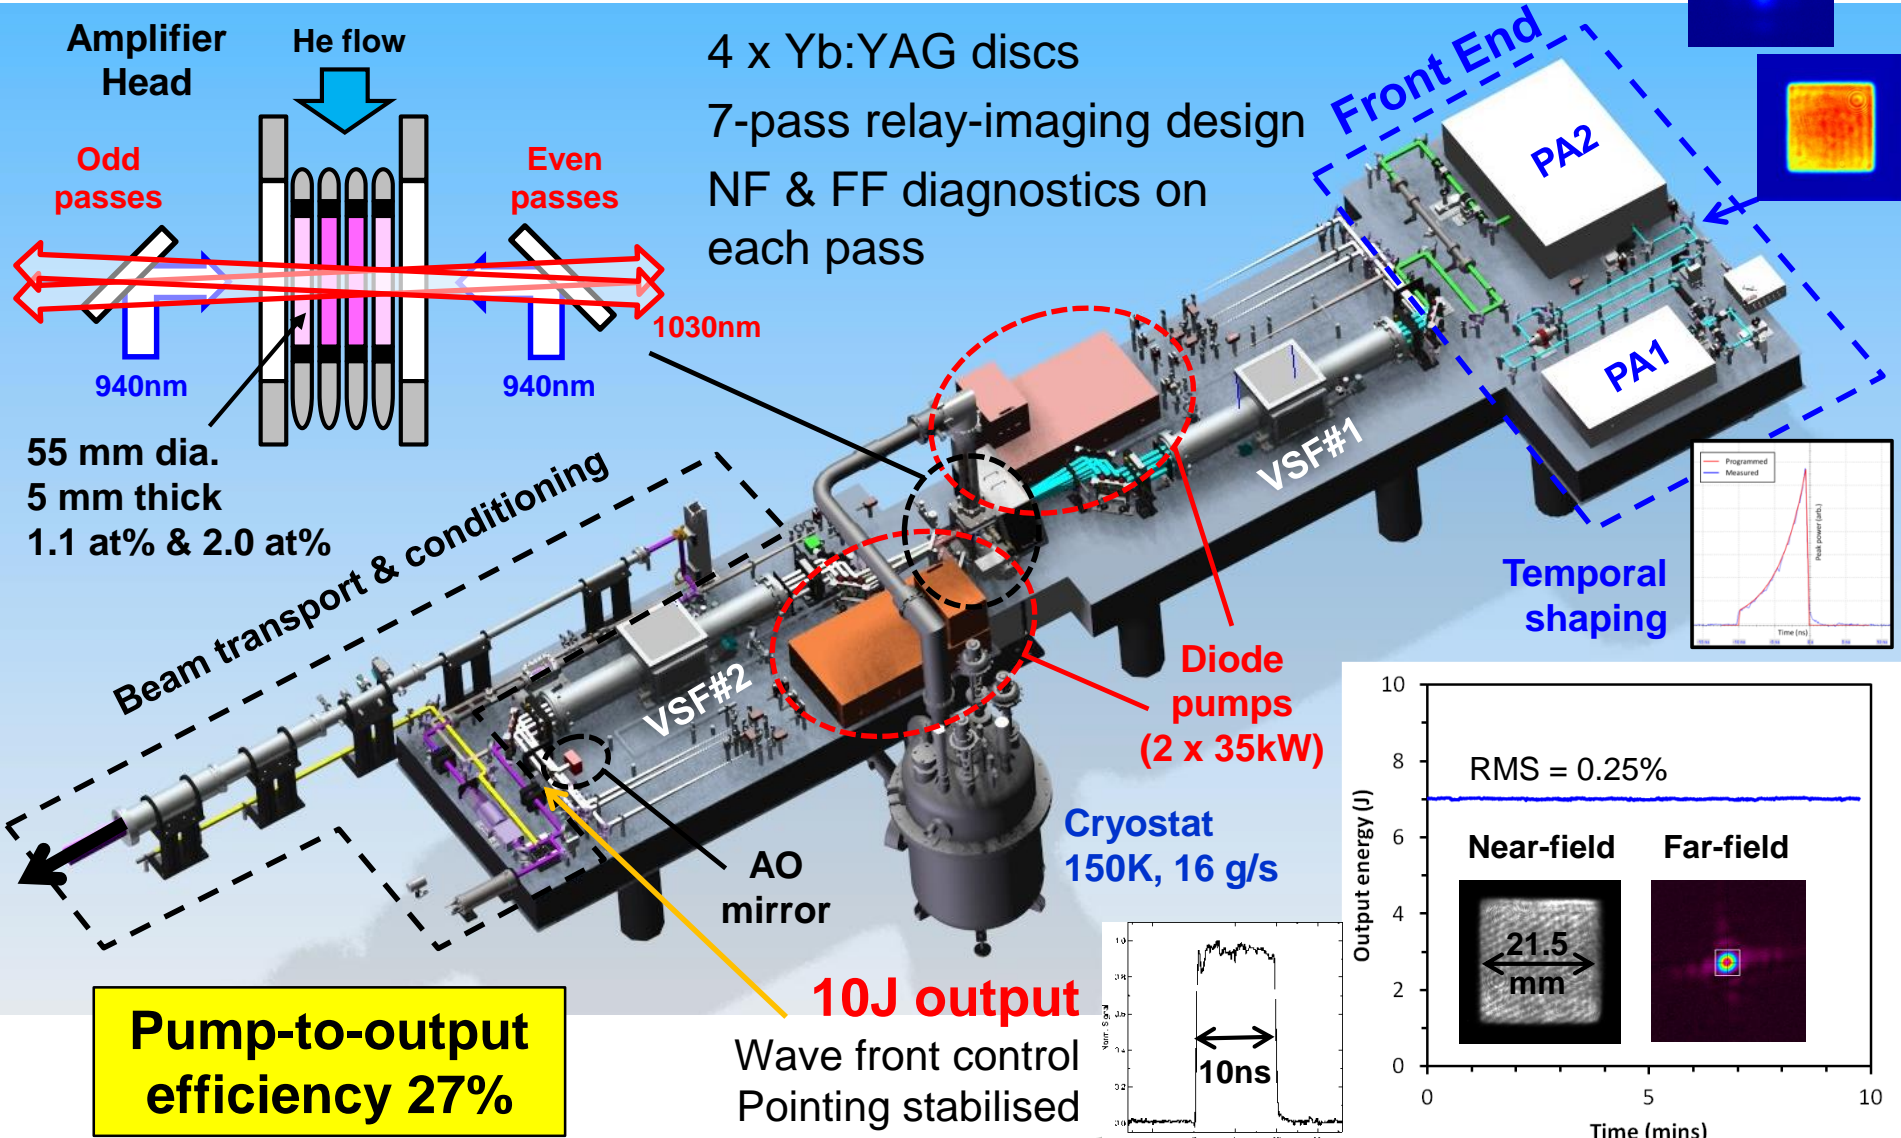 Amplifier
Head
He flow
Odd
passes
Even
passes
1030nm
940nm
940nm
55 mm dia.
5 mm thick
1.1 at% & 2.0 at%
4 x Yb:YAG discs
7-pass relay-imaging design
NF & FF diagnostics on
each pass
Front End
PA2
PA1
VSF#1
VSF#2
Beam transport & conditioning
Programmed
Measured
Peak power (arb.)
Time (ns)
Temporal
shaping
Diode
pumps
(2 x 35kW)
Cryostat
150K, 16 g/s
AO
mirror
10J output
Wave front control
Pointing stabilised
Pump-to-output
efficiency 27%
10ns
10
8
6
4
2
0
Output energy (J)
RMS = 0.25%
Near-field
Far-field
21.5
mm
0
5
10
Time (mins)